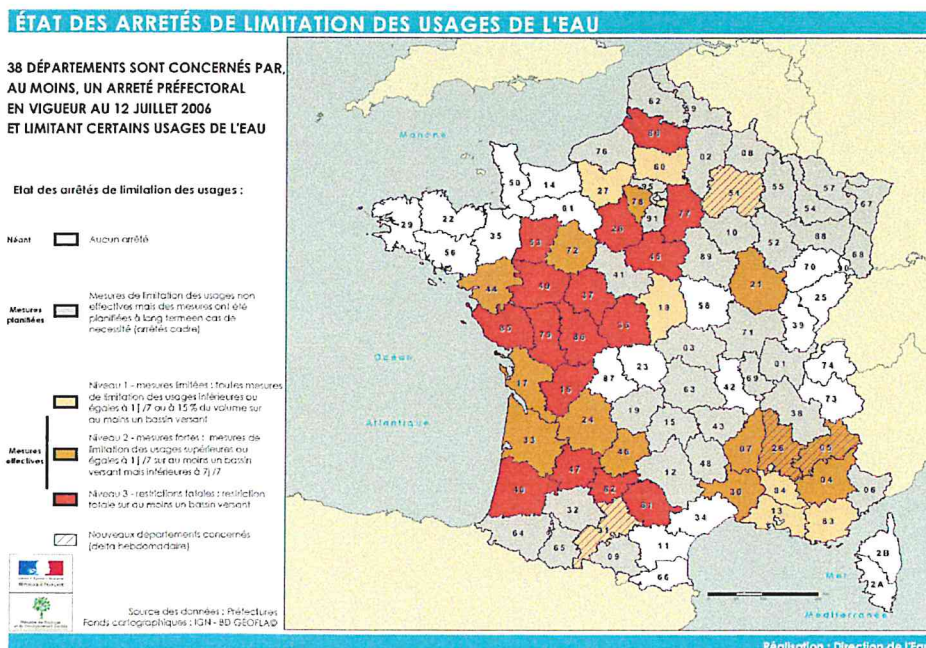 ÉTAT DES ARRETÉS DE LIMITATION DES USAGES DE L'EAU
38 DÉPARTEMENTS SONT CONCERNÉS PAR,
AU MOINS, UN ARRETÉ PRÉFECTORAL
EN VIGUEUR AU 12 JUILLET 2006
ET LIMITANT CERTAINS USAGES DE L'EAU
Etat des arrêtés de limitation des usages :
Néant
Aucun arrêté
Mesures
planifiées
Mesures de limitation des usages non
effectives mais des mesures ont été
planifiées à long termeen cas de
necessité (arrêtés cadre)
Mesures
effectives
Niveau 1 - mesures limitées : toutes mesures
de limitation des usages inférieures ou
égales à 1j/7 ou à 15 % du volume sur
au moins un bassin versant
Niveau 2 - mesures fortes : mesures de
limitation des usages supérieures ou
égales à 1j/7 sur au moins un bassin
versant mais inférieures à 7j/7
Niveau 3 - restrictions totales : restriction
totale sur au moins un bassin versant
Nouveaux départements concernés
(delta hebdomadaire)
RÉPUBLIQUE FRANÇAISE
Source des données : Préfectures
Fonds cartographiques : IGN - BD GEOFLA©
Manche
Océan
Atlantique
Mer
Méditerranée
62
59
76
60
02
08
50
14
27
95
51
55
57
67
61
78
91
77
54
29
22
35
53
72
28
10
52
88
68
56
45
89
70
90
44
49
37
41
18
58
21
25
39
85
79
86
36
03
71
17
16
87
23
63
42
69
01
74
73
33
24
19
15
43
38
46
12
48
07
26
05
40
47
82
81
30
84
04
06
64
32
31
34
13
83
65
09
11
66
2B
2A
Réalisation : Direction de l'Eau